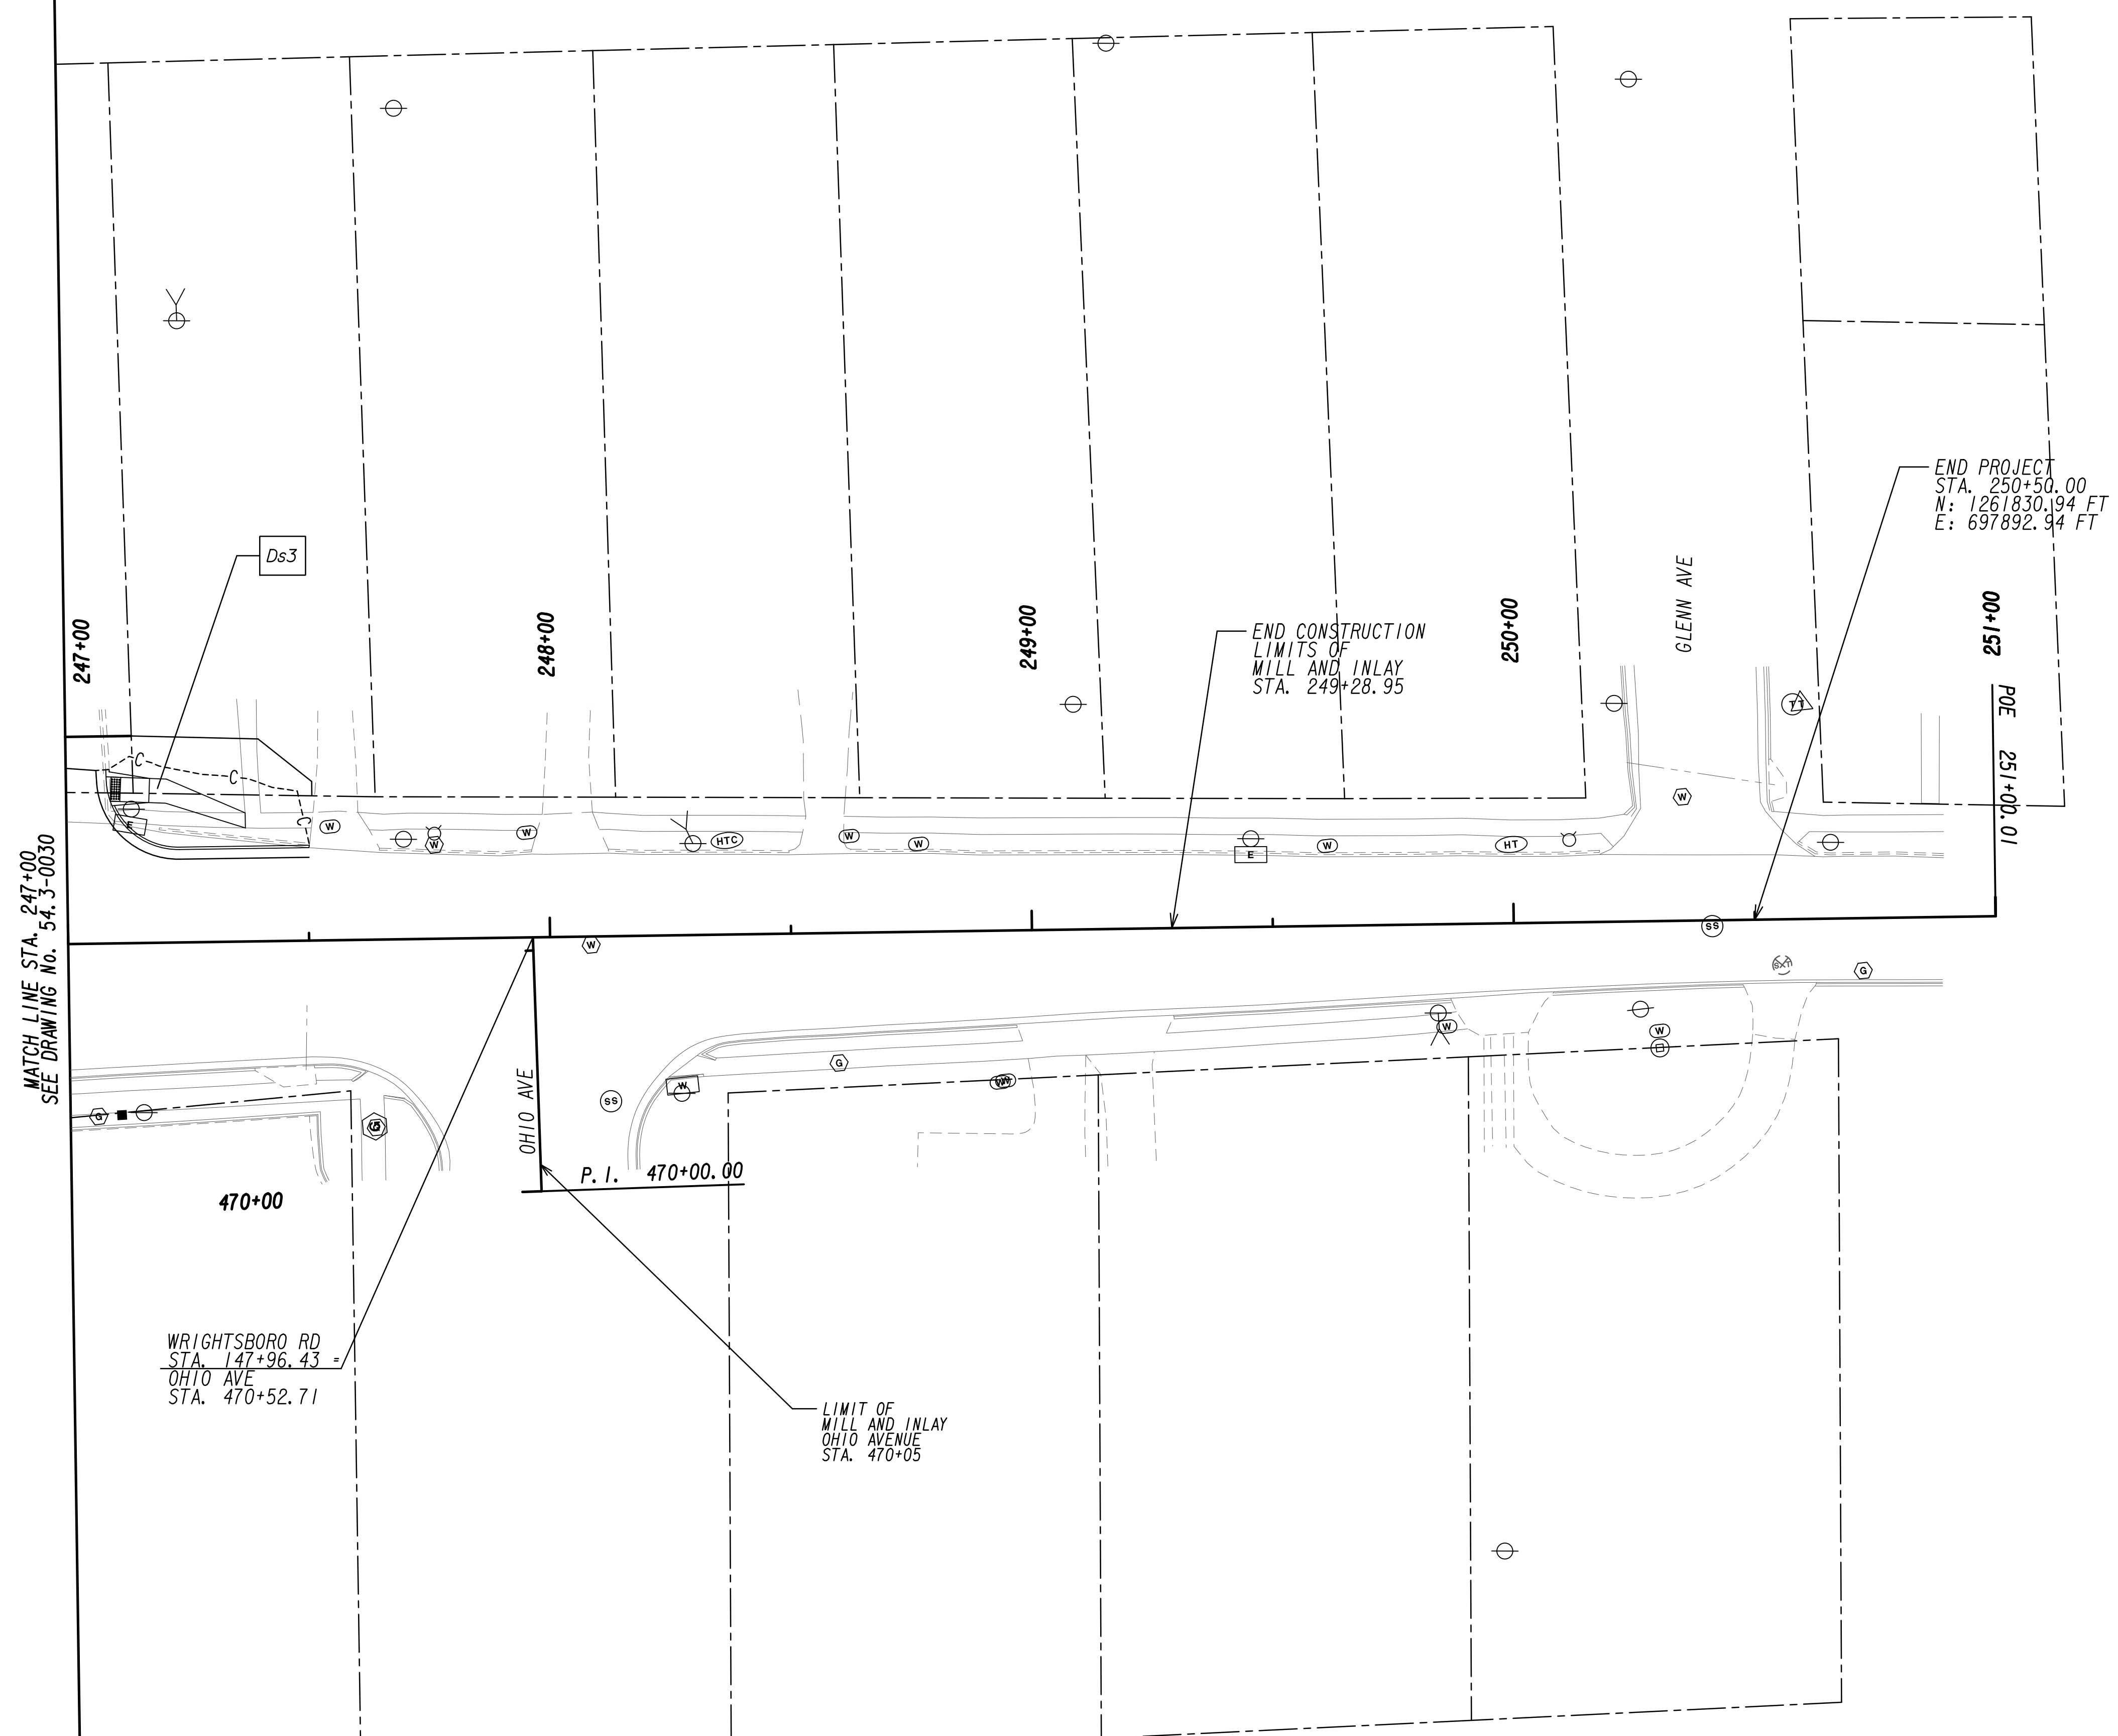 END PROJECT
STA. 250+50.00
N: 1261830.94 FT
E: 697892.94 FT
Ds3
247+00
248+00
249+00
250+00
GLENN AVE
251+00
END CONSTRUCTION
LIMITS OF
MILL AND INLAY
STA. 249+28.95
POE 251+00.01
TT
C
C
C
E
W
W
W
HTC
W
W
E
W
HT
W
MATCH LINE STA. 247+00
SEE DRAWING No. 54.3-0030
W
SS
SXT
G
W
W
G
W
W
W
SS
G
G
OHIO AVE
P.I. 470+00.00
470+00
WRIGHTSBORO RD
STA. 147+96.43 =
OHIO AVE
STA. 470+52.71
LIMIT OF
MILL AND INLAY
OHIO AVENUE
STA. 470+05